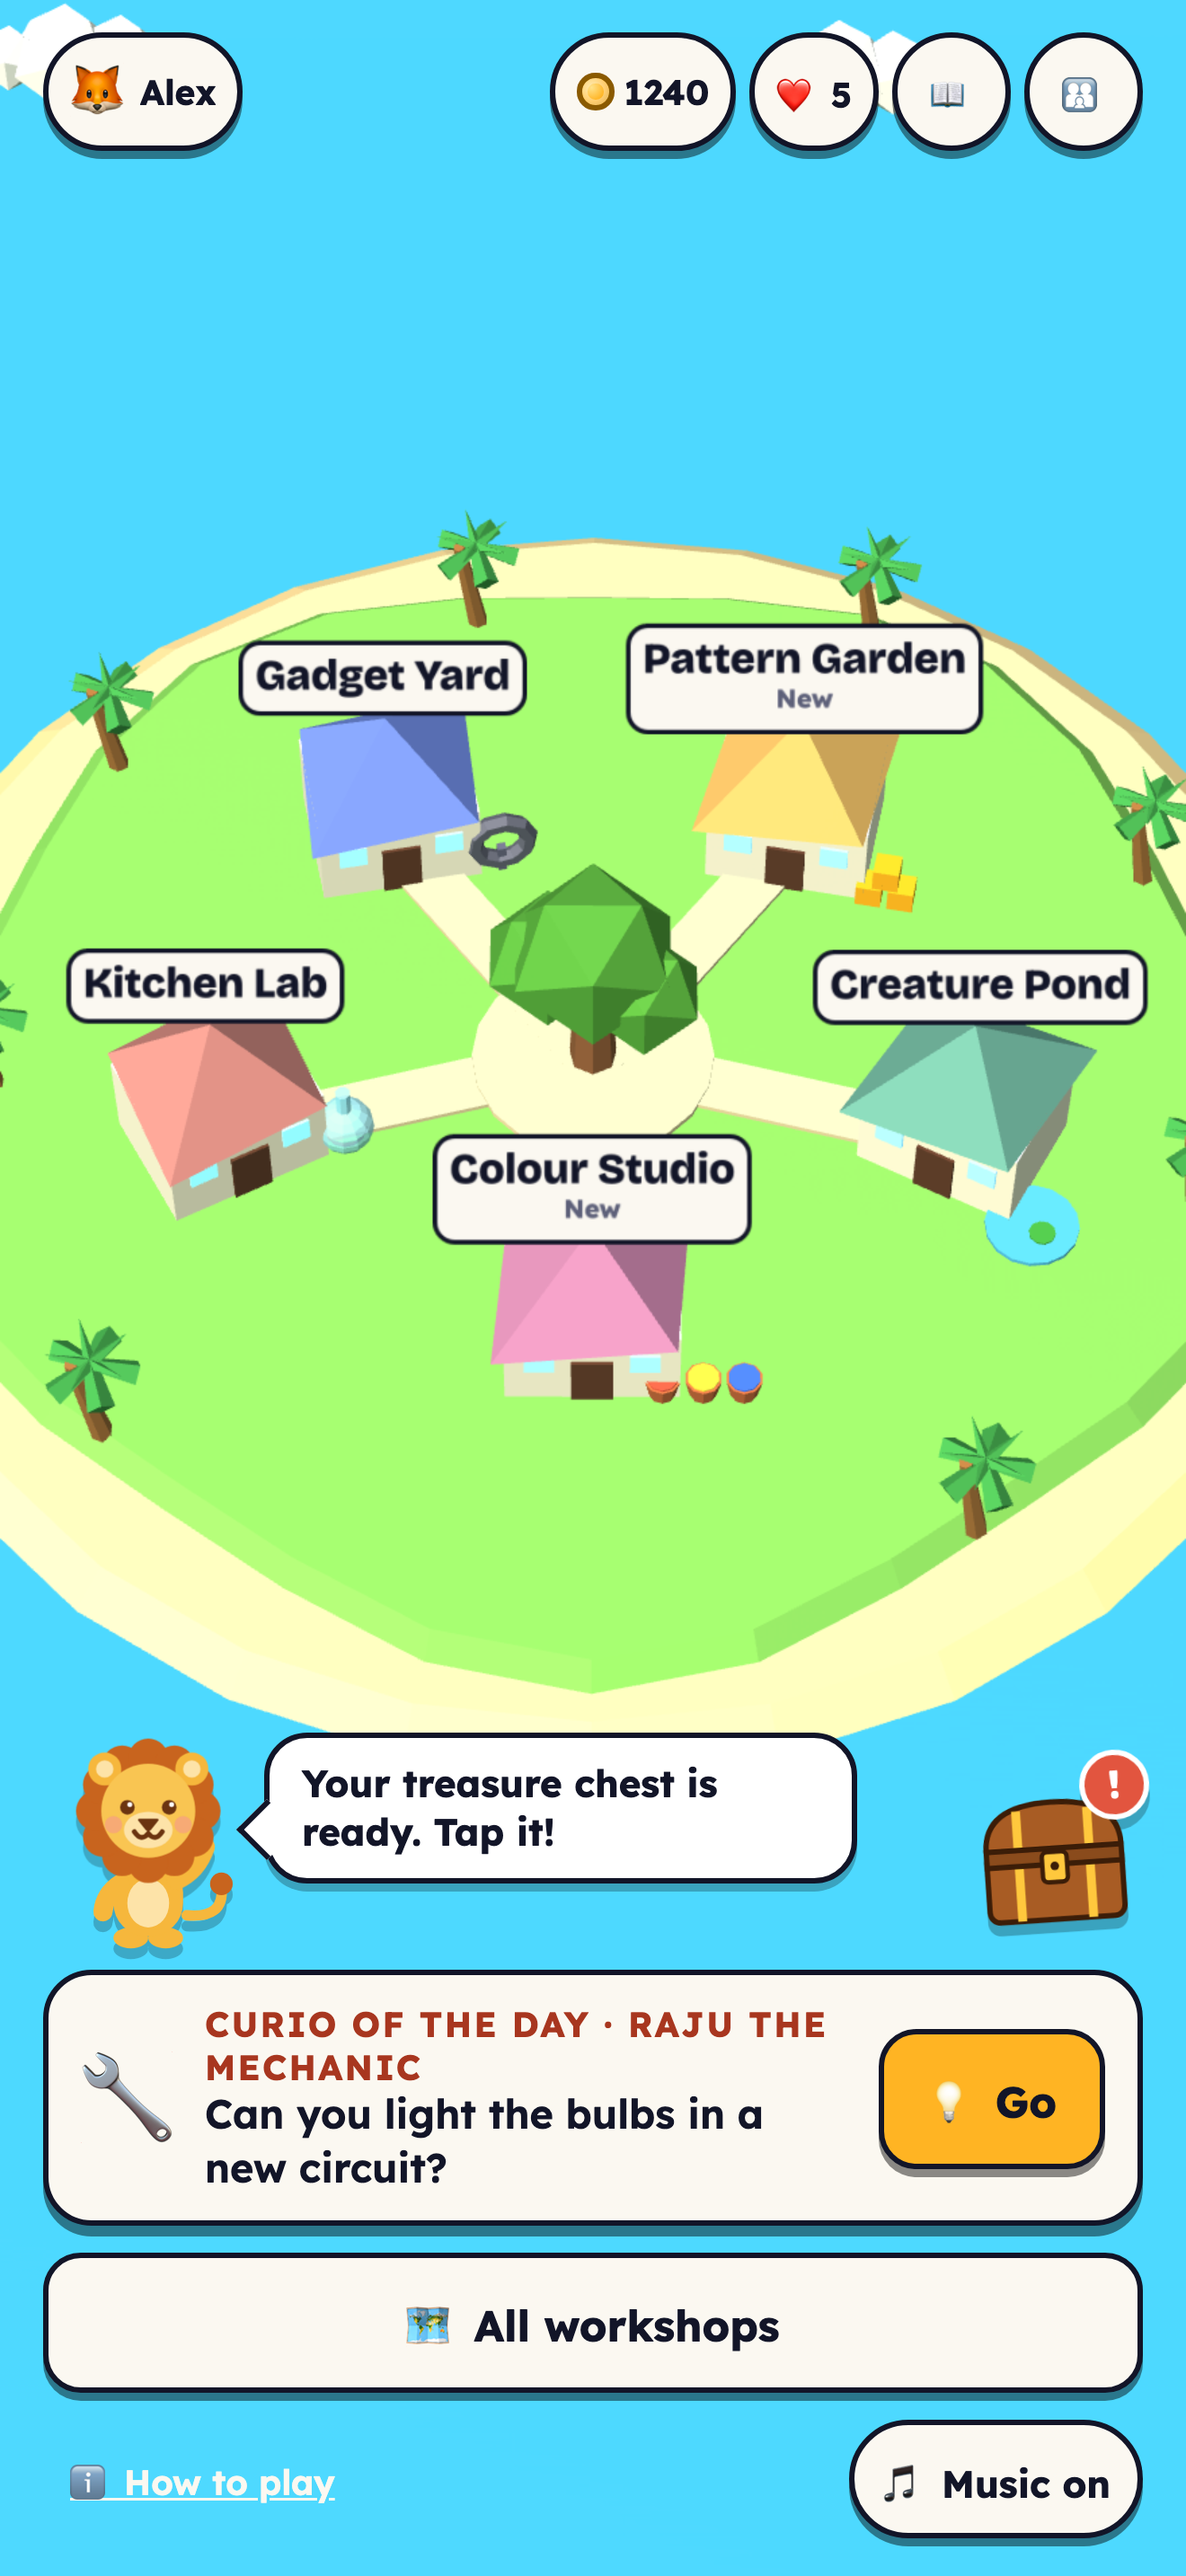 Alex
1240
5
Gadget Yard
Pattern Garden
New
Kitchen Lab
Creature Pond
Colour Studio
New
Your treasure chest is
ready. Tap it!
!
CURIO OF THE DAY · RAJU THE
MECHANIC
Can you light the bulbs in a
new circuit?
Go
All workshops
How to play
Music on